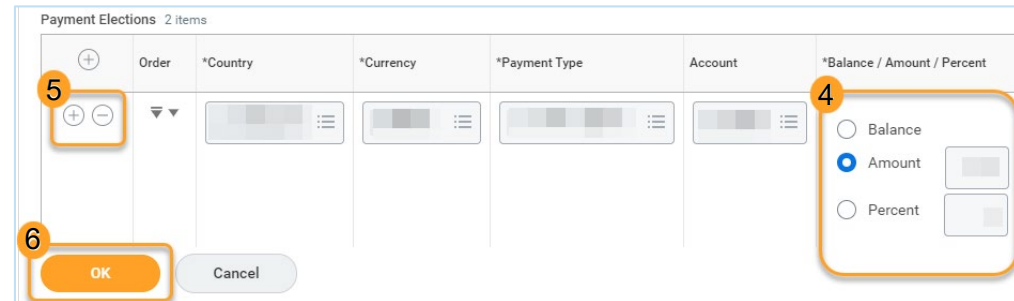 Payment Elections 2 items
Order *Country *Currency *Payment Type Account *Balance / Amount / Percent
5
4
Balance
Amount
Percent
6
OK Cancel